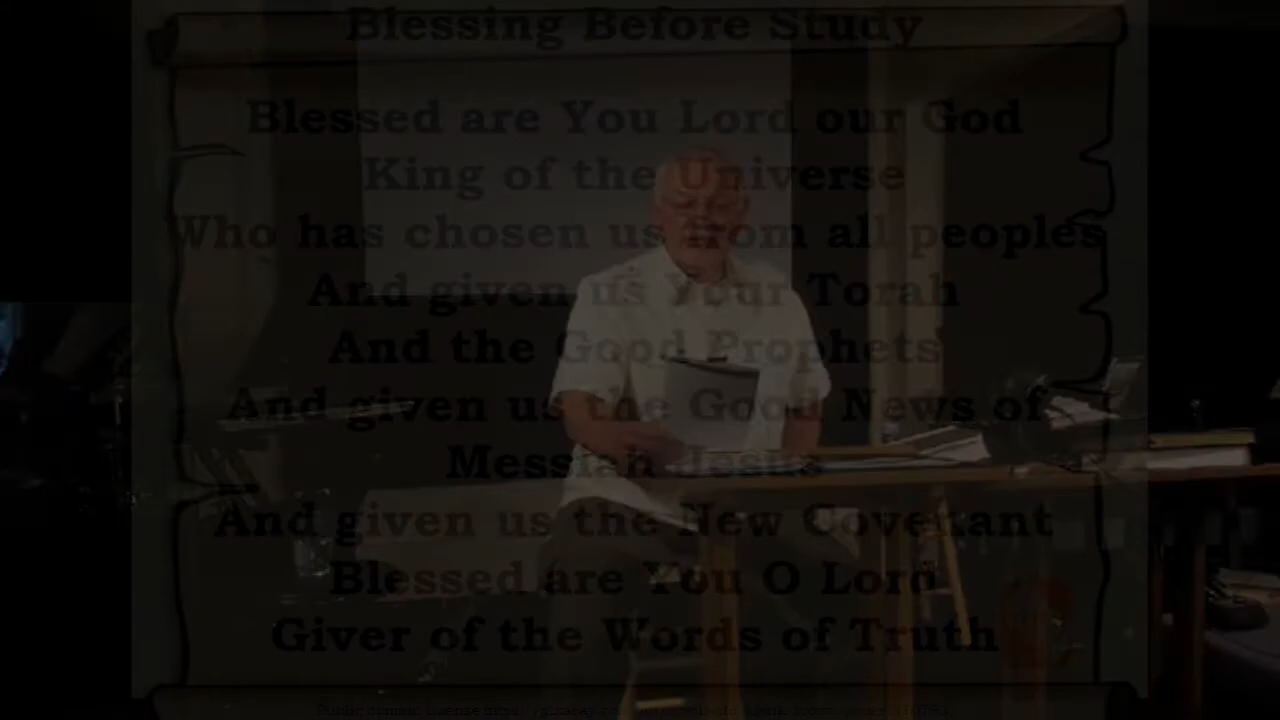 Blessing Before Study
Blessed are You Lord our God
King of the Universe
Who has chosen us from all peoples
And given us Your Torah
And the Good Prophets
And given us the Good News of
Messiah Jesus
And given us the New Covenant
Blessed are You O Lord
Giver of the Words of Truth